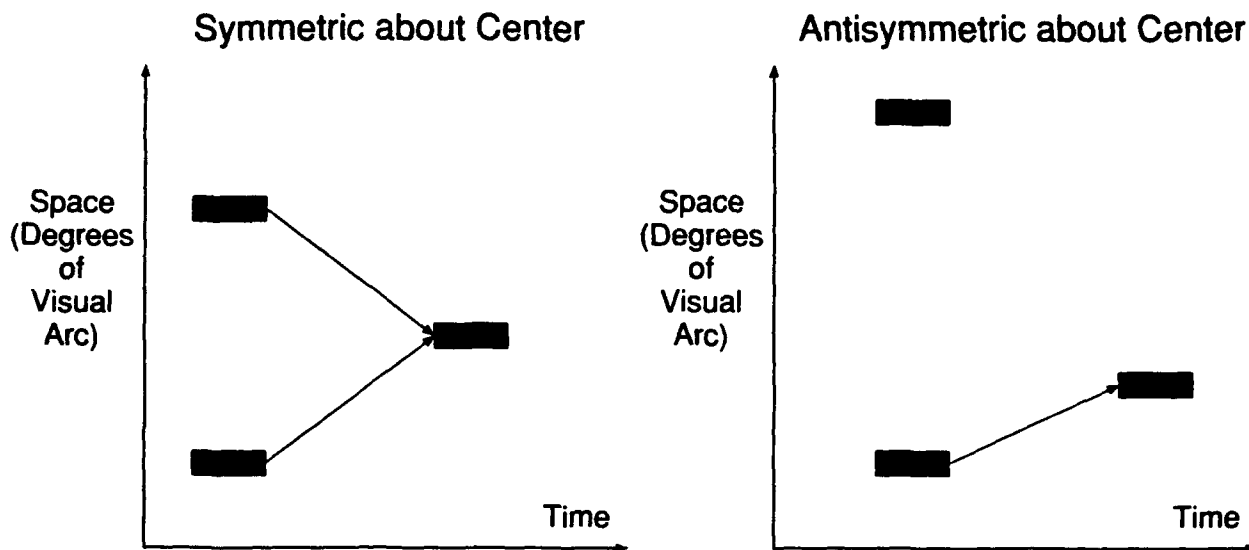 Symmetric about Center
Space
(Degrees
of
Visual
Arc)
Time
Antisymmetric about Center
Space
(Degrees
of
Visual
Arc)
Time